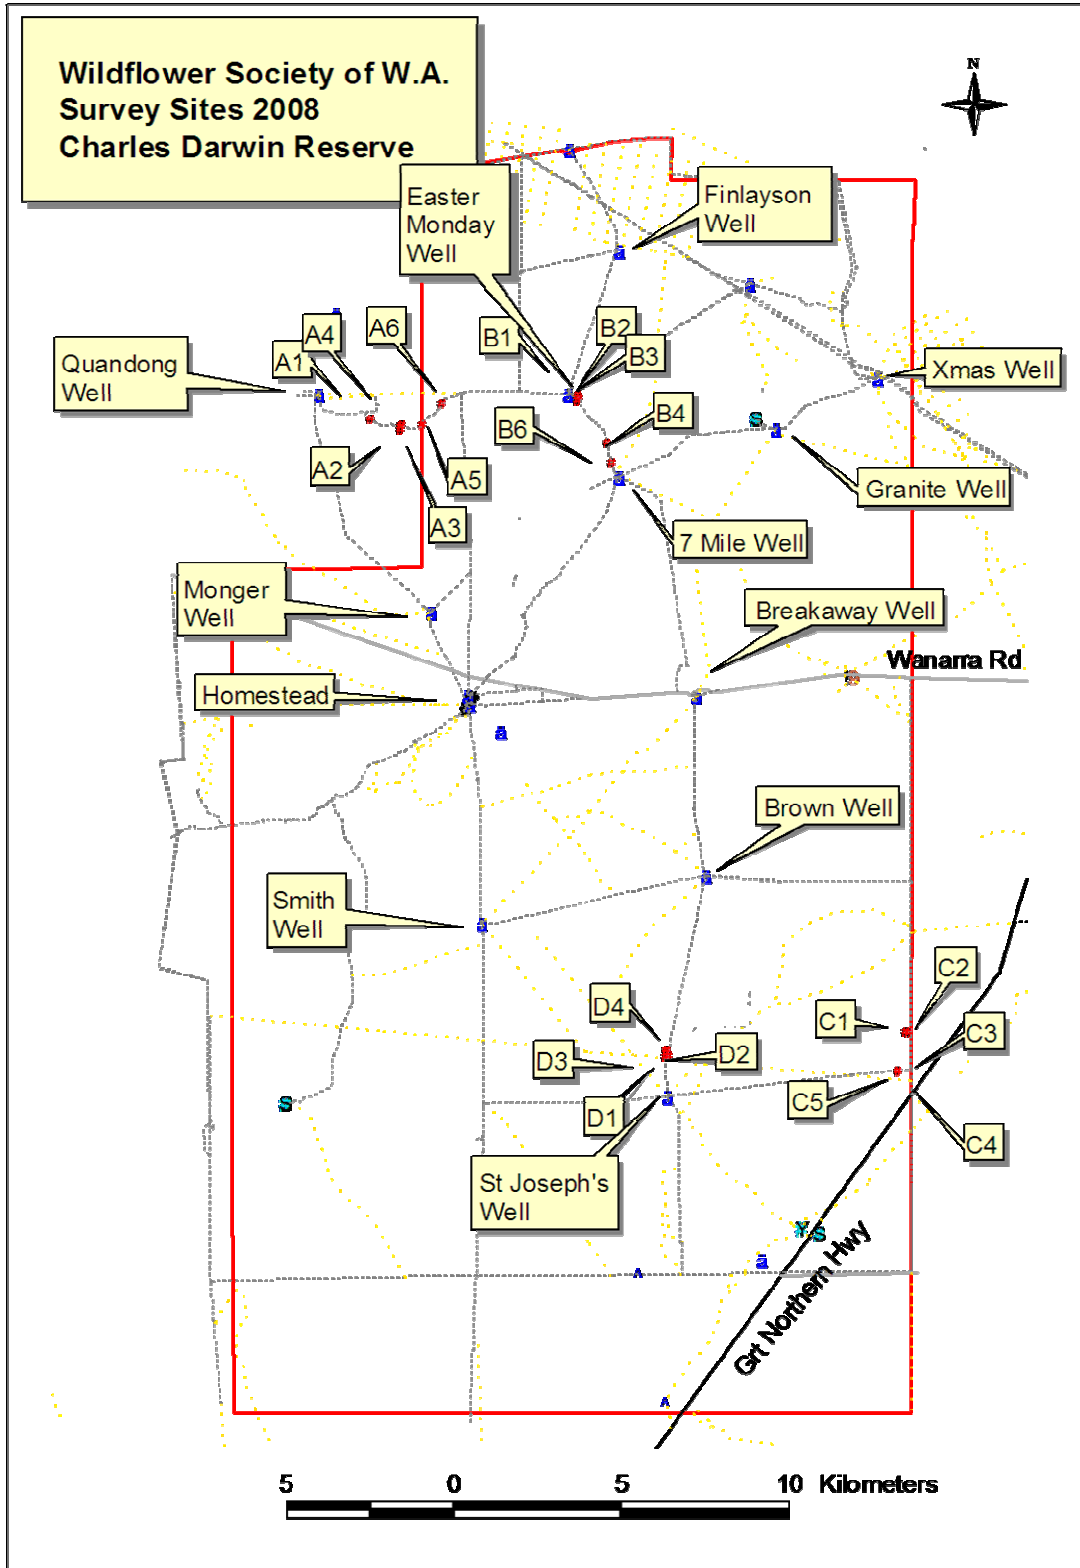 Wildflower Society of W.A.
Survey Sites 2008
Charles Darwin Reserve
N
Easter
Monday
Well
Finlayson
Well
A4
A6
A1
B1
B2
B3
Quandong
Well
Xmas Well
B4
B6
A2
A5
A3
Granite Well
7 Mile Well
Monger
Well
Breakaway Well
Wanarra Rd
Homestead
Brown Well
Smith
Well
C2
D4
C1
C3
D3
D2
C5
D1
C4
St Joseph's
Well
Grt Northern Hwy
5 0 5 10 Kilometers